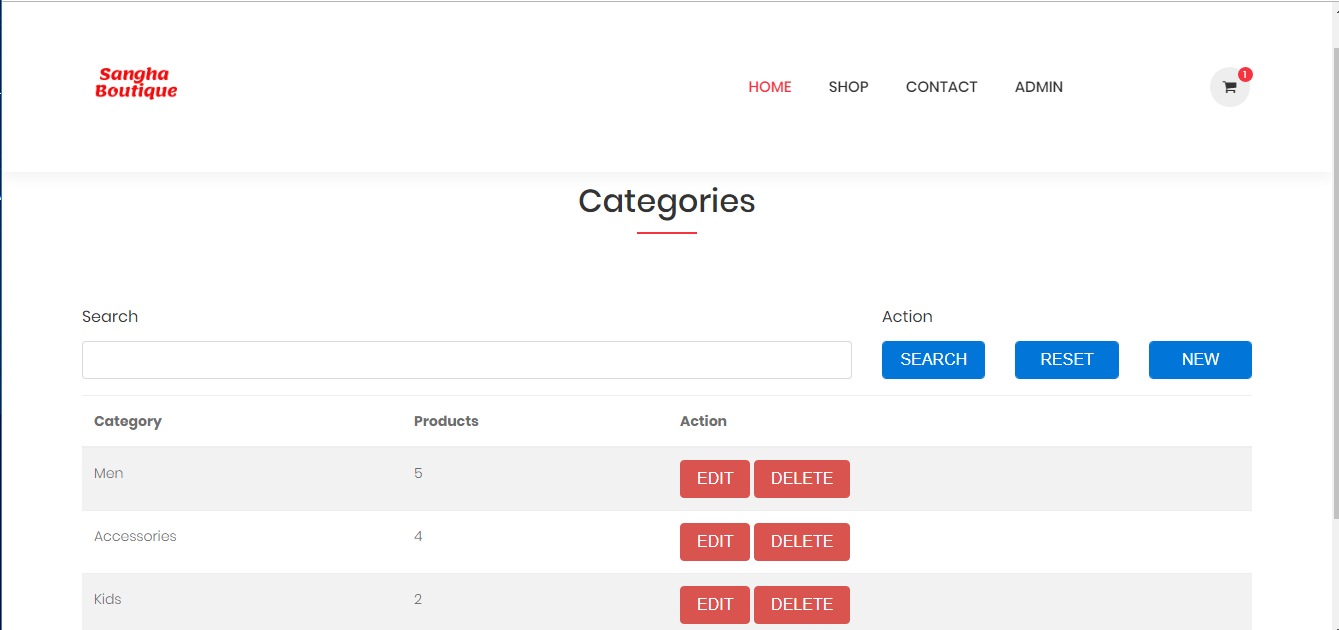 Sangha
Boutique
HOME SHOP CONTACT ADMIN
1
Categories
Search
Action
SEARCH RESET NEW
Category Products Action
Men 5 EDIT DELETE
Accessories 4 EDIT DELETE
Kids 2 EDIT DELETE